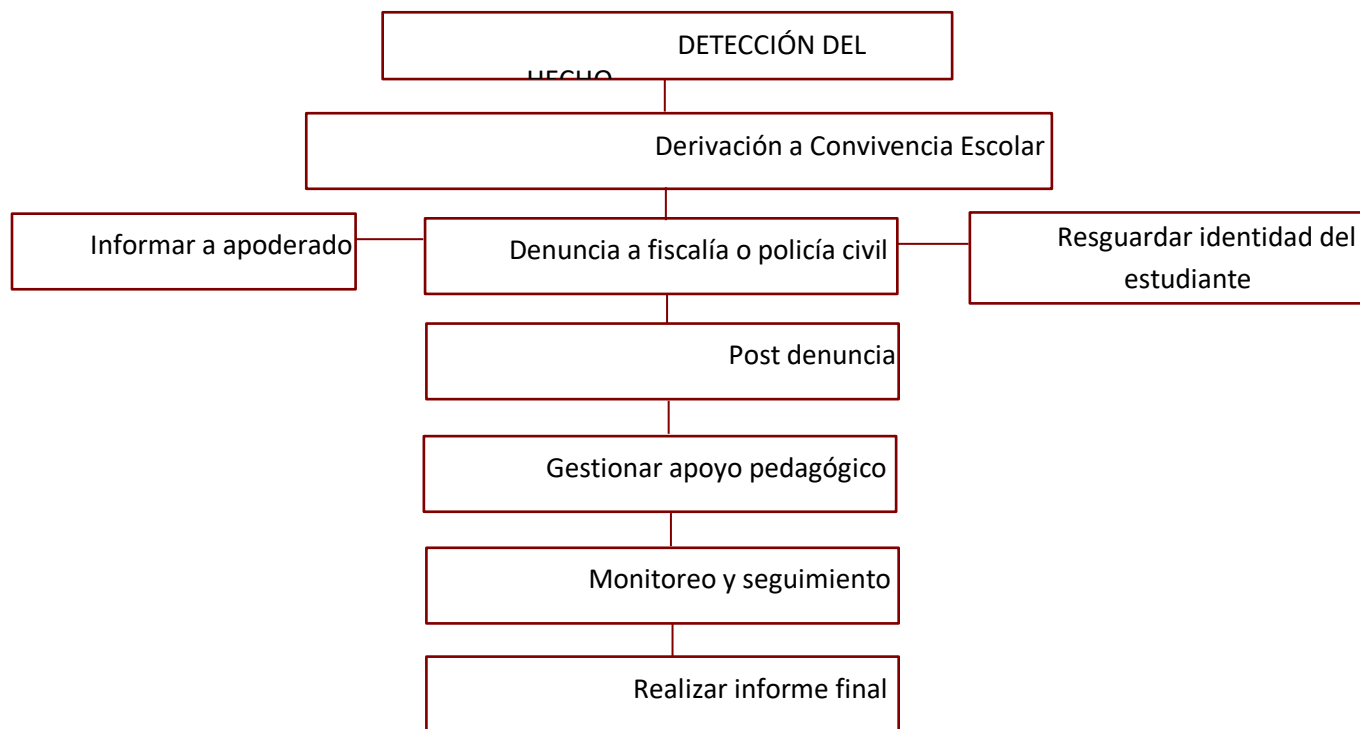 DETECCIÓN DEL
HECHO
Derivación a Convivencia Escolar
Informar a apoderado
Denuncia a fiscalía o policía civil
Resguardar identidad del
estudiante
Post denuncia
Gestionar apoyo pedagógico
Monitoreo y seguimiento
Realizar informe final